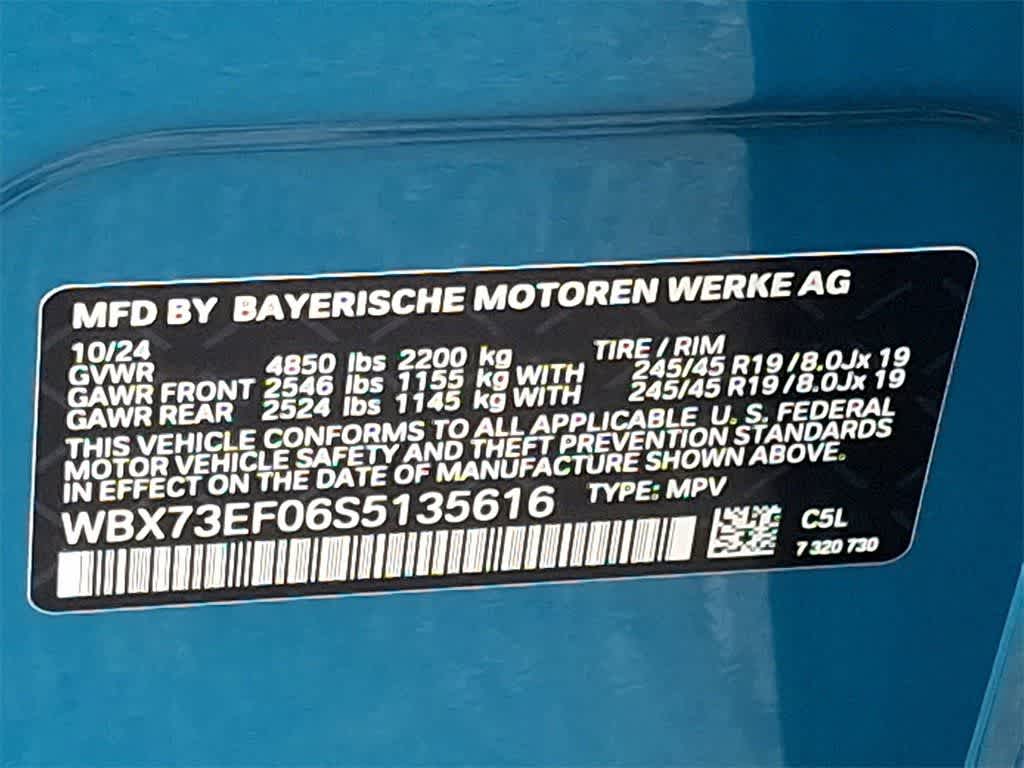 MFD BY BAYERISCHE MOTOREN WERKE AG
10/24 TIRE / RIM
GVWR 4850 lbs 2200 kg
GAWR FRONT 2546 lbs 1155 kg WITH 245/45 R19 / 8.0Jx 19
GAWR REAR 2524 lbs 1145 kg WITH 245/45 R19 / 8.0Jx 19
THIS VEHICLE CONFORMS TO ALL APPLICABLE U. S. FEDERAL
MOTOR VEHICLE SAFETY AND THEFT PREVENTION STANDARDS
IN EFFECT ON THE DATE OF MANUFACTURE SHOWN ABOVE.
WBX73EF06S5135616 TYPE: MPV
C5L
7 320 730